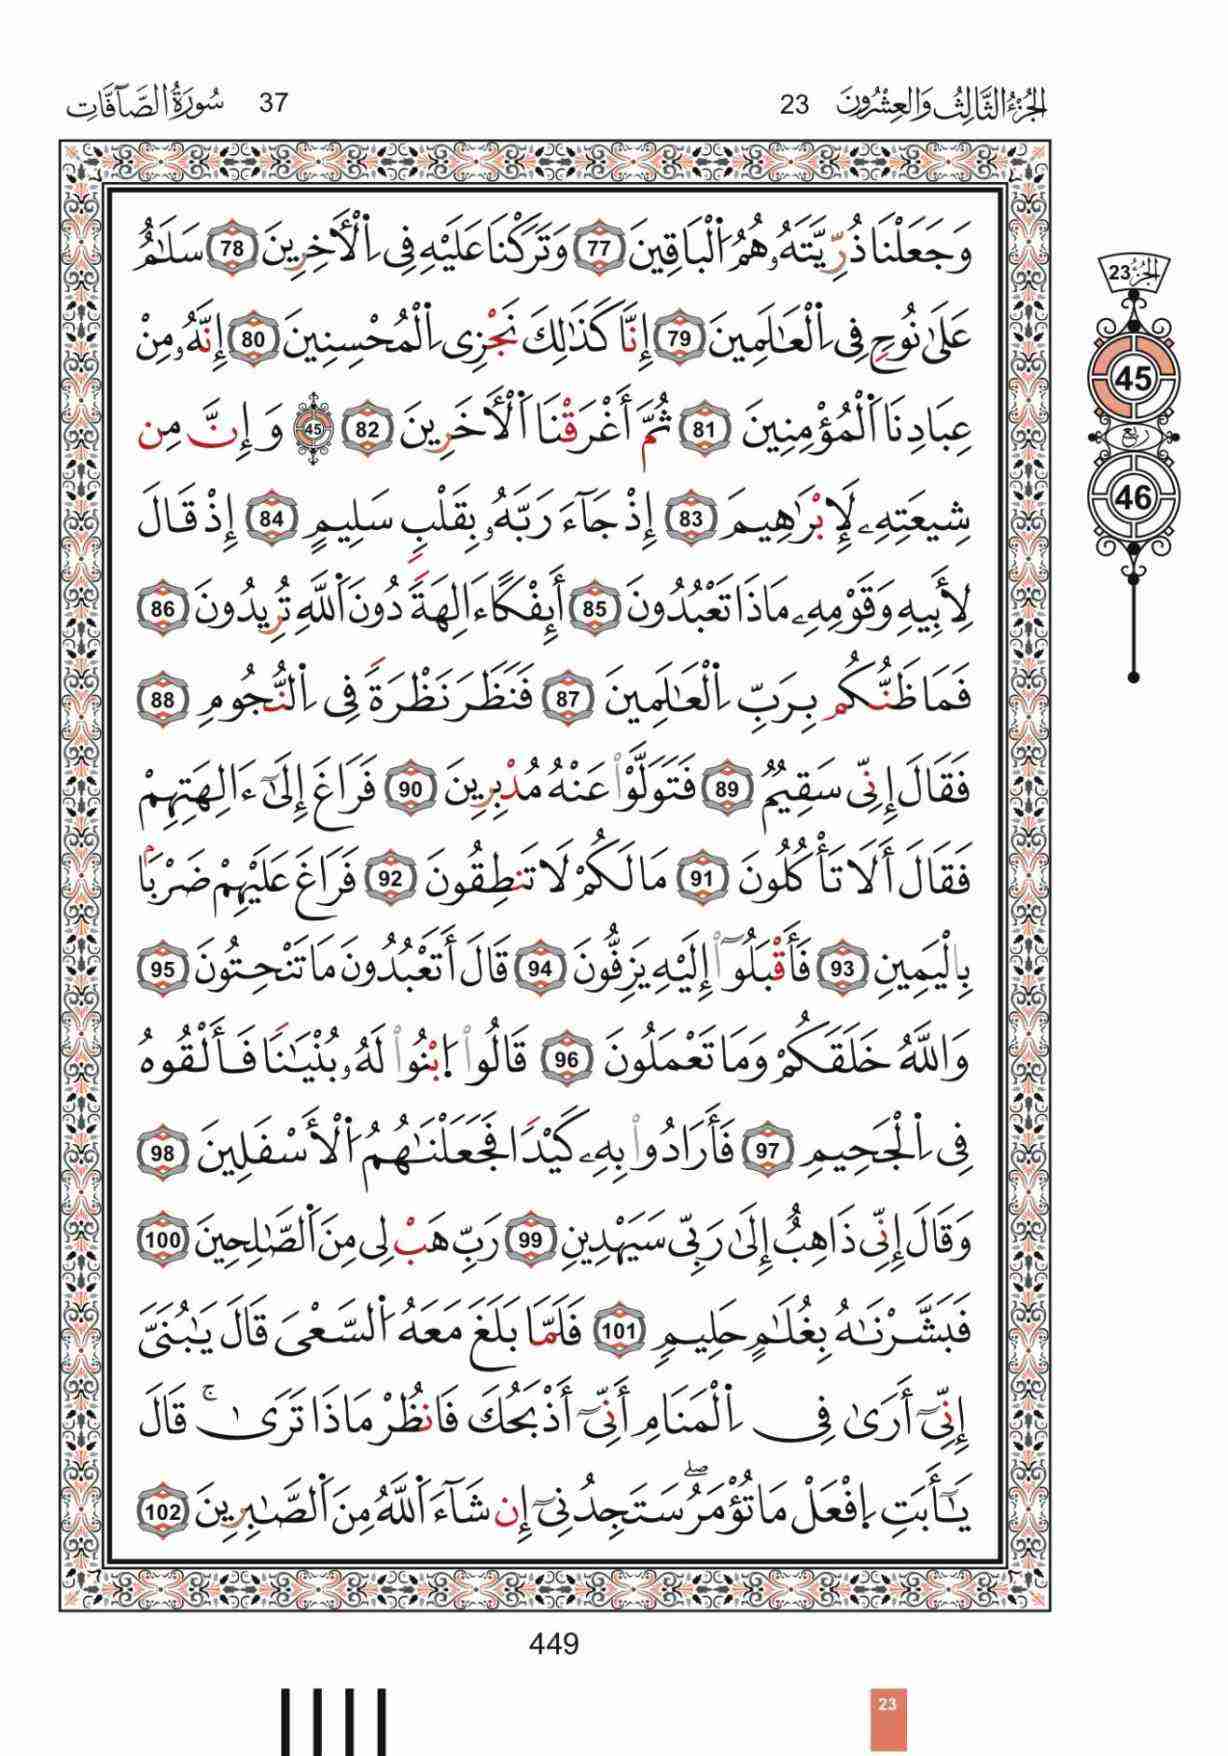 الجُزْءُ الثَّالِثُ وَالعِشْرُونَ 23
37 سُورَةُ الصَّآفَّاتِ
وَجَعَلْنَا ذُرِّيَّتَهُۥ هُمُ ٱلْبَاقِينَ 77 وَتَرَكْنَا عَلَيْهِ فِى ٱلْأَخِرِينَ 78 سَلَـٰمٌ
عَلَىٰ نُوحٍ فِى ٱلْعَـٰلَمِينَ 79 إِنَّا كَذَٰلِكَ نَجْزِى ٱلْمُحْسِنِينَ 80 إِنَّهُۥ مِنْ
عِبَادِنَا ٱلْمُؤْمِنِينَ 81 ثُمَّ أَغْرَقْنَا ٱلْأَخَرِينَ 82 45 وَإِنَّ مِن
شِيعَتِهِۦ لَإِبْرَٰهِيمَ 83 إِذْ جَآءَ رَبَّهُۥ بِقَلْبٍ سَلِيمٍ 84 إِذْ قَالَ
لِأَبِيهِ وَقَوْمِهِۦ مَاذَا تَعْبُدُونَ 85 أَئِفْكًا ءَالِهَةً دُونَ ٱللَّهِ تُرِيدُونَ 86
فَمَا ظَنُّكُم بِرَبِّ ٱلْعَـٰلَمِينَ 87 فَنَظَرَ نَظْرَةً فِى ٱلنُّجُومِ 88
فَقَالَ إِنِّى سَقِيمٌ 89 فَتَوَلَّوْا۟ عَنْهُ مُدْبِرِينَ 90 فَرَاغَ إِلَىٰٓ ءَالِهَتِهِمْ
فَقَالَ أَلَا تَأْكُلُونَ 91 مَا لَكُمْ لَا تَنطِقُونَ 92 فَرَاغَ عَلَيْهِمْ ضَرْبًۢا
بِٱلْيَمِينِ 93 فَأَقْبَلُوٓا۟ إِلَيْهِ يَزِفُّونَ 94 قَالَ أَتَعْبُدُونَ مَا تَنْحِتُونَ 95
وَٱللَّهُ خَلَقَكُمْ وَمَا تَعْمَلُونَ 96 قَالُوا۟ ٱبْنُوا۟ لَهُۥ بُنْيَـٰنًا فَأَلْقُوهُ
فِى ٱلْجَحِيمِ 97 فَأَرَادُوا۟ بِهِۦ كَيْدًا فَجَعَلْنَـٰهُمُ ٱلْأَسْفَلِينَ 98
وَقَالَ إِنِّى ذَاهِبٌ إِلَىٰ رَبِّى سَيَهْدِينِ 99 رَبِّ هَبْ لِى مِنَ ٱلصَّـٰلِحِينَ 100
فَبَشَّرْنَـٰهُ بِغُلَـٰمٍ حَلِيمٍ 101 فَلَمَّا بَلَغَ مَعَهُ ٱلسَّعْىَ قَالَ يَـٰبُنَىَّ
إِنِّىٓ أَرَىٰ فِى ٱلْمَنَامِ أَنِّىٓ أَذْبَحُكَ فَٱنظُرْ مَاذَا تَرَىٰ ۚ قَالَ
يَـٰٓأَبَتِ ٱفْعَلْ مَا تُؤْمَرُ ۖ سَتَجِدُنِىٓ إِن شَآءَ ٱللَّهُ مِنَ ٱلصَّـٰبِرِينَ 102
الجُزْءُ 23
45
ربع
46
449
23